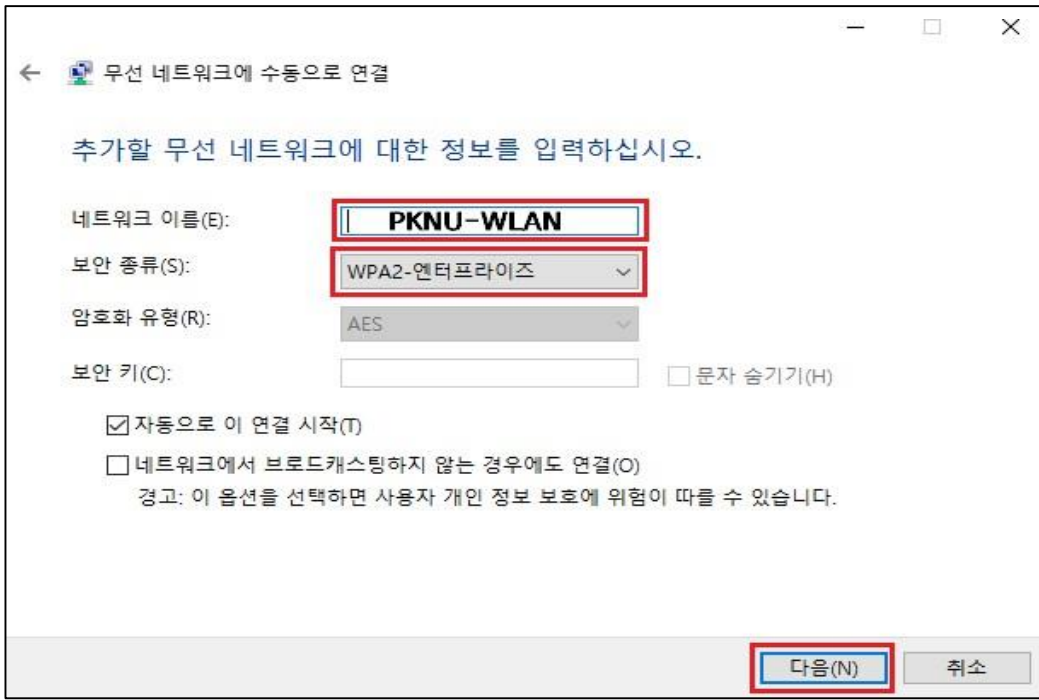 무선 네트워크에 수동으로 연결
추가할 무선 네트워크에 대한 정보를 입력하십시오.
네트워크 이름(E): PKNU-WLAN
보안 종류(S): WPA2-엔터프라이즈
암호화 유형(R): AES
보안 키(C): 문자 숨기기(H)
자동으로 이 연결 시작(T)
네트워크에서 브로드캐스팅하지 않는 경우에도 연결(O)
경고: 이 옵션을 선택하면 사용자 개인 정보 보호에 위험이 따를 수 있습니다.
다음(N) 취소